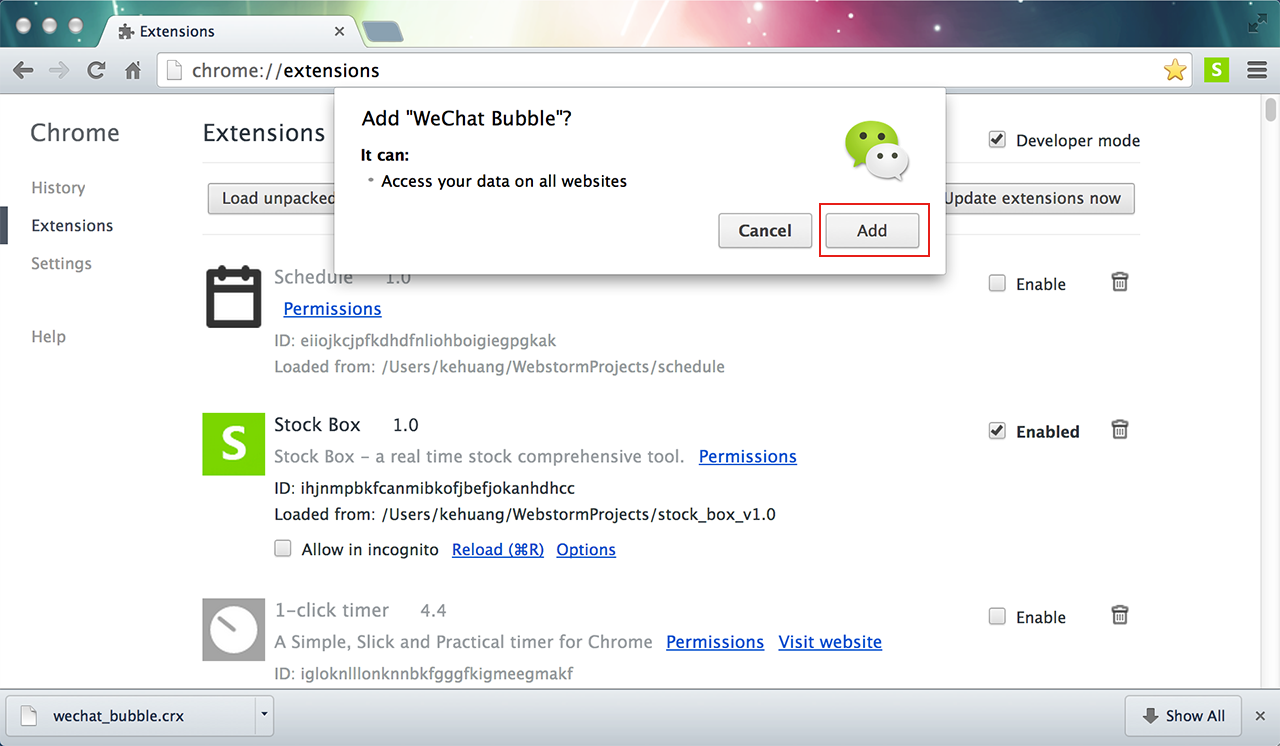 Extensions
chrome://extensions
Chrome
History
Extensions
Settings
Help
Extensions
Developer mode
Load unpacked
Update extensions now
Add "WeChat Bubble"?
It can:
Access your data on all websites
Cancel
Add
Schedule 1.0
Permissions
ID: eiiojkcjpfkdhdfnliohboigiegpgkak
Loaded from: /Users/kehuang/WebstormProjects/schedule
Enable
S
Stock Box 1.0
Stock Box – a real time stock comprehensive tool. Permissions
ID: ihjnmpbkfcanmibkofjbefjokanhdhcc
Loaded from: /Users/kehuang/WebstormProjects/stock_box_v1.0
Allow in incognito Reload (⌘R) Options
Enabled
1-click timer 4.4
A Simple, Slick and Practical timer for Chrome Permissions Visit website
ID: igloknlllonknnbkfgggfkigmeegmakf
Enable
wechat_bubble.crx
Show All
S